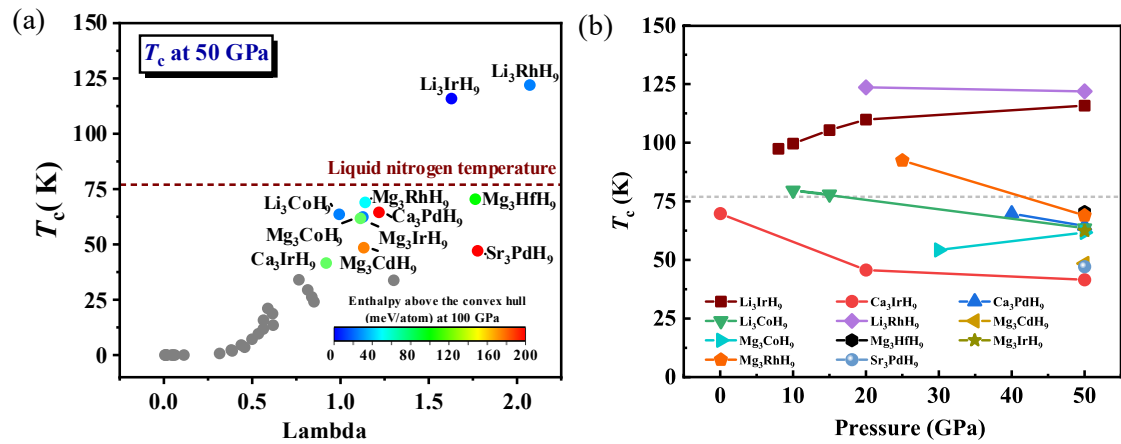 (a)
T_c at 50 GPa
Li₃RhH₉
Li₃IrH₉
Liquid nitrogen temperature
Mg₃RhH₉
Mg₃HfH₉
Li₃CoH₉
Ca₃PdH₉
Mg₃CoH₉
Mg₃IrH₉
Ca₃IrH₉
Mg₃CdH₉
Sr₃PdH₉
Enthalpy above the convex hull
(meV/atom) at 100 GPa
0 40 80 120 160 200
150
125
100
75
50
25
0
T_c( K)
0.0 0.5 1.0 1.5 2.0
Lambda
(b)
150
125
100
75
50
25
0
T_c (K)
Li₃IrH₉ Ca₃IrH₉ Ca₃PdH₉
Li₃CoH₉ Li₃RhH₉ Mg₃CdH₉
Mg₃CoH₉ Mg₃HfH₉ Mg₃IrH₉
Mg₃RhH₉ Sr₃PdH₉
0 10 20 30 40 50
Pressure (GPa)